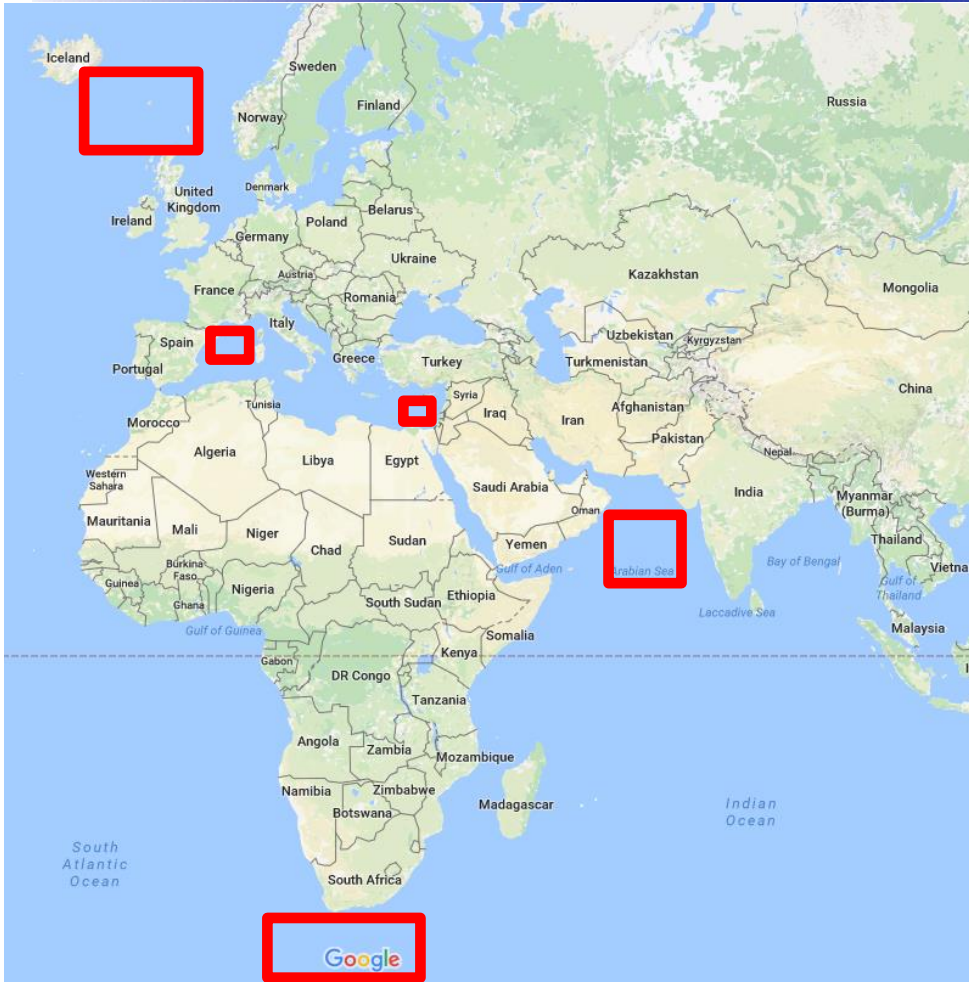 Iceland
Sweden
Finland
Norway
Russia
United
Kingdom
Denmark
Ireland
Belarus
Poland
Germany
Ukraine
Kazakhstan
Austria
France
Mongolia
Romania
Italy
Uzbekistan
Kyrgyzstan
Spain
Greece
Turkey
Turkmenistan
Portugal
China
Syria
Tunisia
Afghanistan
Iraq
Iran
Morocco
Pakistan
Algeria
Nepal
Libya
Egypt
Western
Sahara
Saudi Arabia
India
Myanmar
(Burma)
Oman
Mauritania
Mali
Niger
Thailand
Sudan
Yemen
Chad
Bay of Bengal
Burkina
Faso
Gulf of Aden
Arabian Sea
Vietna
Guinea
Nigeria
Ethiopia
Gulf of
Thailand
Ghana
South Sudan
Laccadive Sea
Gulf of Guinea
Somalia
Malaysia
Kenya
Gabon
I
DR Congo
Tanzania
Angola
Zambia
Mozambique
Namibia
Zimbabwe
Madagascar
Botswana
Indian
Ocean
South
Atlantic
Ocean
South Africa
Google